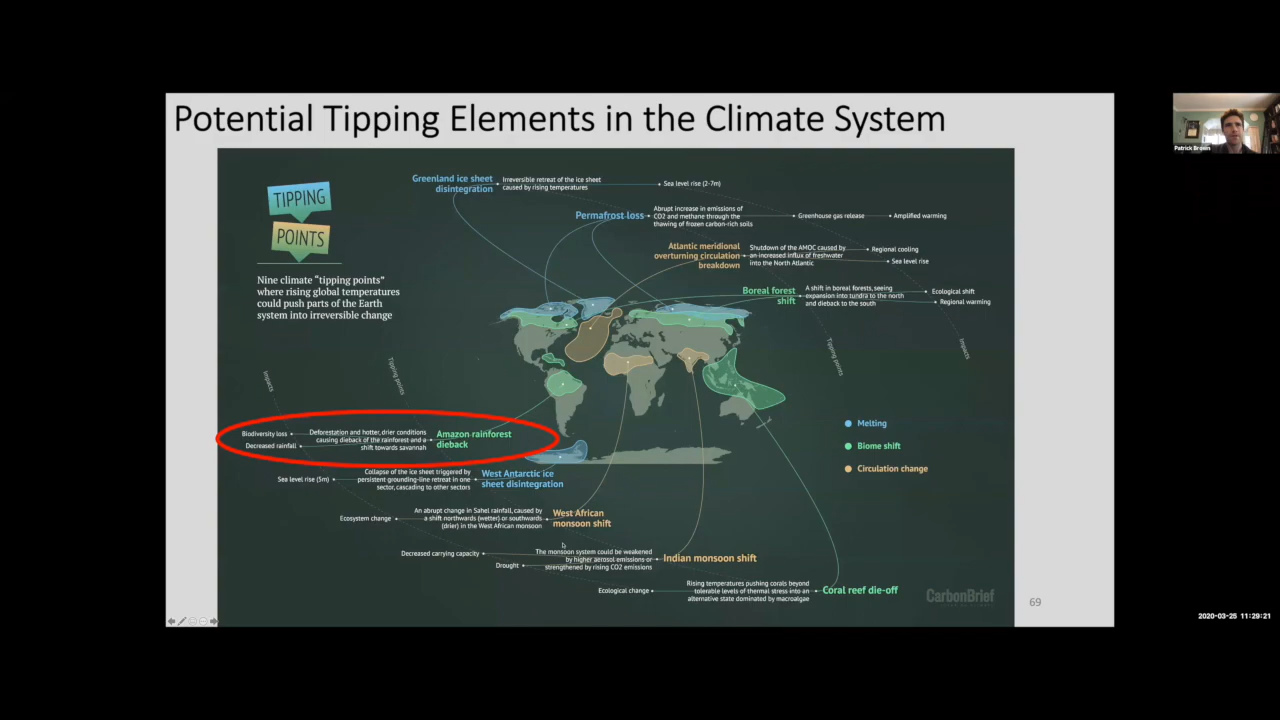 Potential Tipping Elements in the Climate System
TIPPING
POINTS
Nine climate “tipping points”
where rising global temperatures
could push parts of the Earth
system into irreversible change
Greenland ice sheet
disintegration
Irreversible retreat of the ice sheet
caused by rising temperatures
Sea level rise (2-7m)
Permafrost loss
Abrupt increase in emissions of
CO2 and methane through the
thawing of frozen carbon-rich soils
Greenhouse gas release
Amplified warming
Atlantic meridional
overturning circulation
breakdown
Shutdown of the AMOC caused by
an increased influx of freshwater
into the North Atlantic
Regional cooling
Sea level rise
Boreal forest
shift
A shift in boreal forests, seeing
expansion into tundra to the north
and dieback to the south
Ecological shift
Regional warming
Tipping points
Impacts
Impacts
Tipping points
Biodiversity loss
Decreased rainfall
Deforestation and hotter, drier conditions
causing dieback of the rainforest and a
shift towards savannah
Amazon rainforest
dieback
Melting
Biome shift
Circulation change
Sea level rise (5m)
Collapse of the ice sheet triggered by
persistent grounding-line retreat in one
sector, cascading to other sectors
West Antarctic ice
sheet disintegration
Ecosystem change
An abrupt change in Sahel rainfall, caused by
a shift northwards (wetter) or southwards
(drier) in the West African monsoon
West African
monsoon shift
Decreased carrying capacity
Drought
The monsoon system could be weakened
by higher aerosol emissions or
strengthened by rising CO2 emissions
Indian monsoon shift
Ecological change
Rising temperatures pushing corals beyond
tolerable levels of thermal stress into an
alternative state dominated by macroalgae
Coral reef die-off
CarbonBrief
69
Patrick Brown
2020-03-25 11:29:21